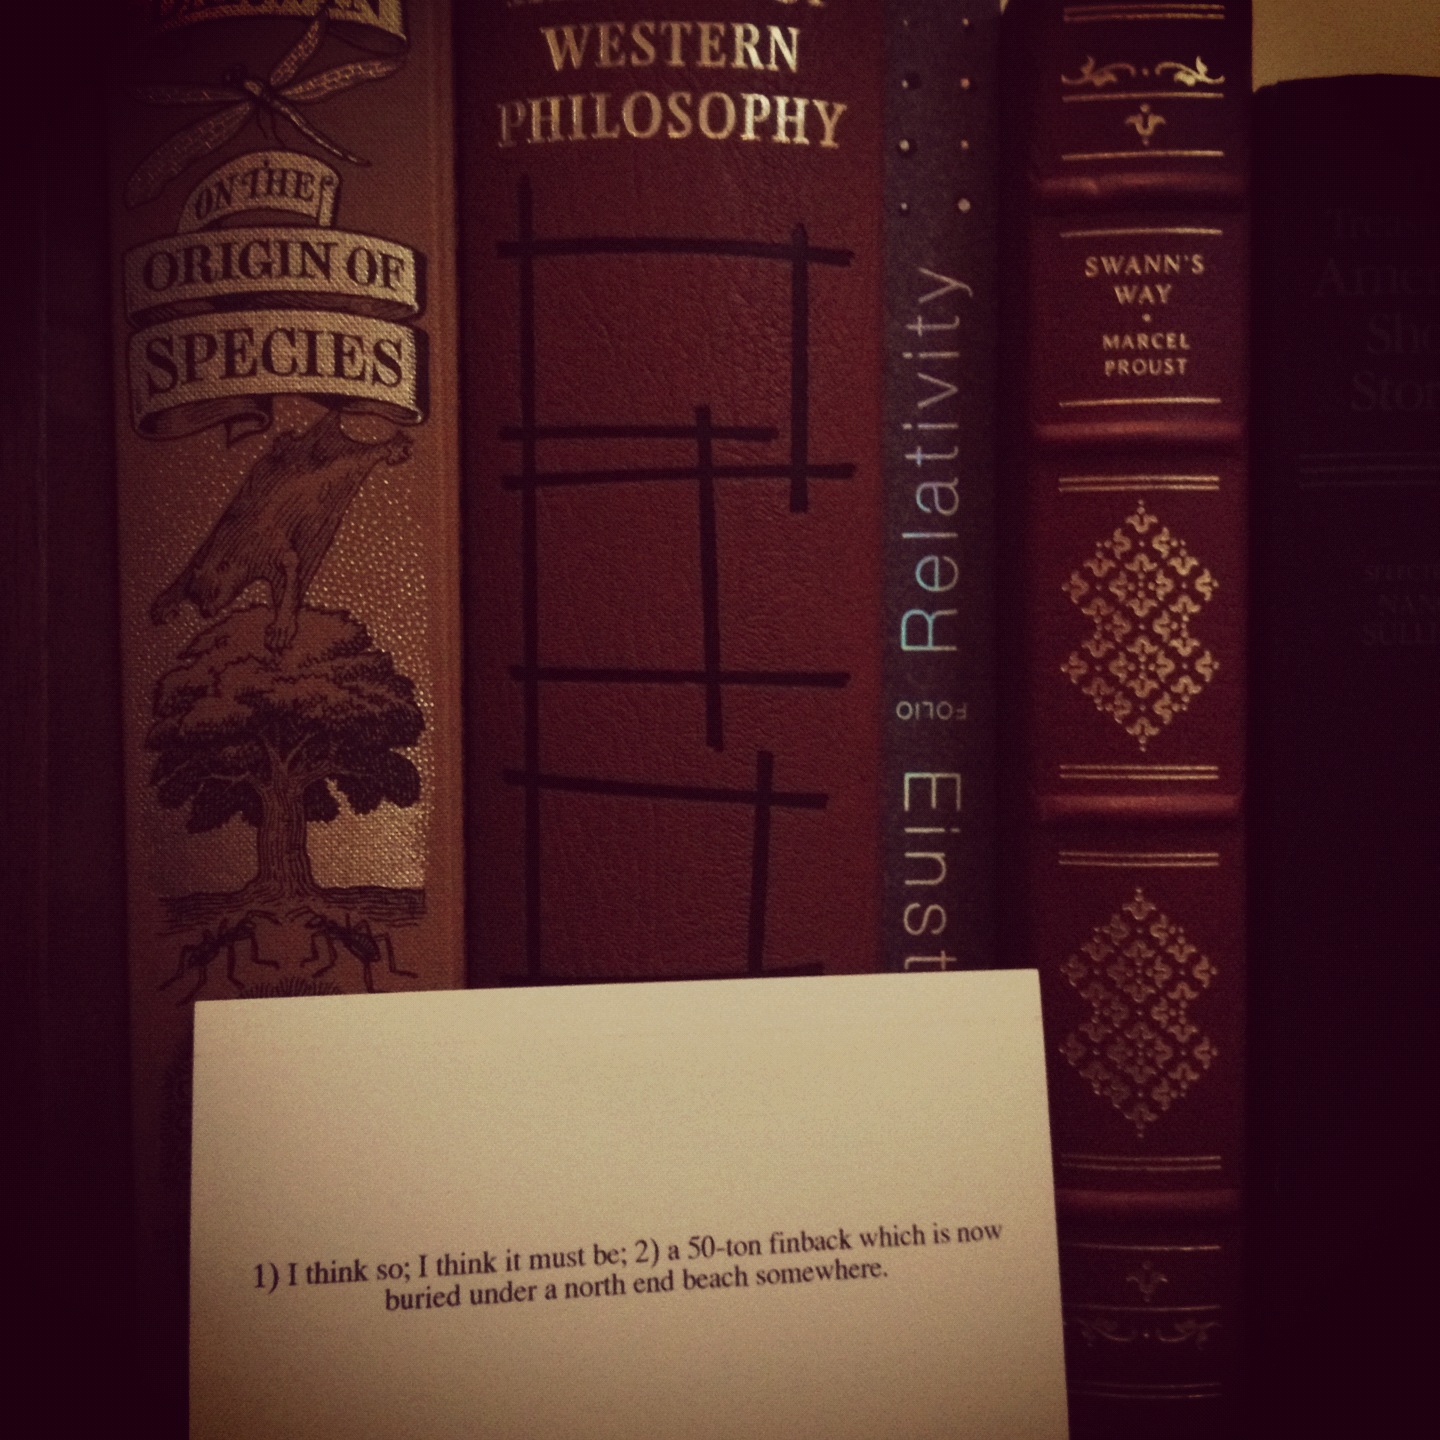 ON THE
ORIGIN OF
SPECIES
WESTERN
PHILOSOPHY
Relativity
FOLIO
SWANN'S
WAY
MARCEL
PROUST
1) I think so; I think it must be; 2) a 50-ton finback which is now
buried under a north end beach somewhere.